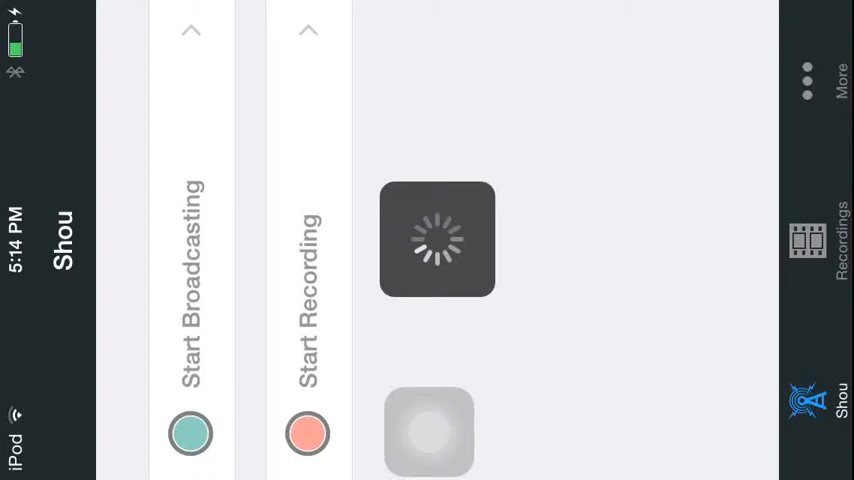 iPod 5:14 PM
Shou
Start Broadcasting
Start Recording
Shou Recordings More